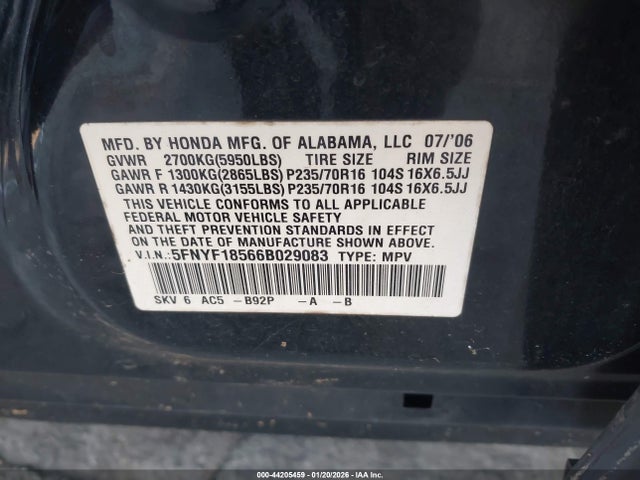 MFD. BY HONDA MFG. OF ALABAMA, LLC 07/'06
GVWR 2700KG(5950LBS) TIRE SIZE RIM SIZE
GAWR F 1300KG(2865LBS) P235/70R16 104S 16X6.5JJ
GAWR R 1430KG(3155LBS) P235/70R16 104S 16X6.5JJ
THIS VEHICLE CONFORMS TO ALL APPLICABLE
FEDERAL MOTOR VEHICLE SAFETY
AND THEFT PREVENTION STANDARDS IN EFFECT
ON THE DATE OF MANUFACTURE SHOWN ABOVE.
V.I.N.: 5FNYF18566B029083 TYPE: MPV
SKV 6 AC5 -B92P -A -B
000-44205459 - 01/20/2026 - IAA Inc.